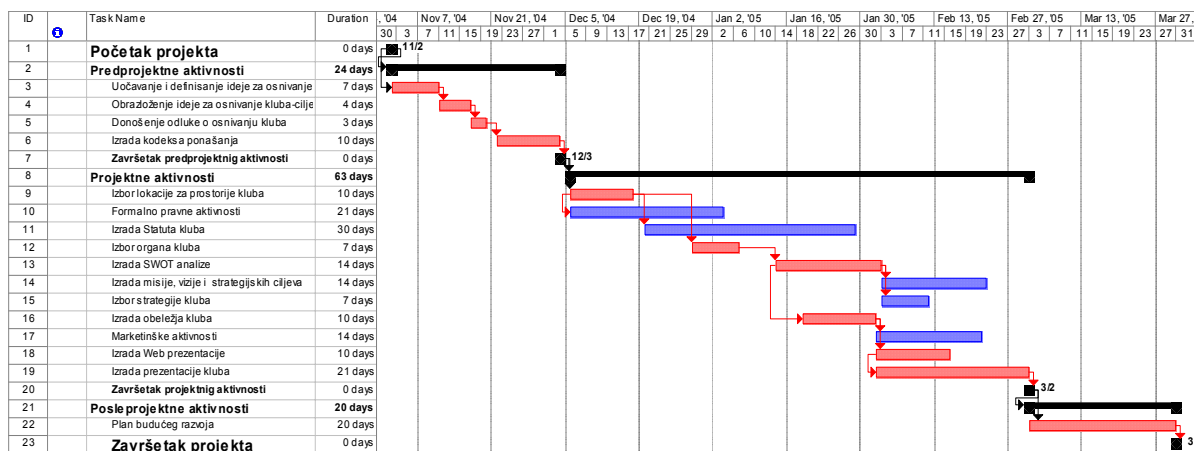 ID Task Name Duration , '04 Nov 7, '04 Nov 21, '04 Dec 5, '04 Dec 19, '04 Jan 2, '05 Jan 16, '05 Jan 30, '05 Feb 13, '05 Feb 27, '05 Mar 13, '05 Mar 27,
30 3 7 11 15 19 23 27 1 5 9 13 17 21 25 29 2 6 10 14 18 22 26 30 3 7 11 15 19 23 27 3 7 11 15 19 23 27 31
1 Početak projekta 0 days 11/2
2 Predprojektne aktivnosti 24 days
3 Uočavanje i definisanje ideje za osnivanje 7 days
4 Obrazloženje ideje za osnivanje kluba-cilje 4 days
5 Donošenje odluke o osnivanju kluba 3 days
6 Izrada kodeksa ponašanja 10 days
7 Završetak predprojektnig aktivnosti 0 days 12/3
8 Projektne aktivnosti 63 days
9 Izbor lokacije za prostorije kluba 10 days
10 Formalno pravne aktivnosti 21 days
11 Izrada Statuta kluba 30 days
12 Izbor organa kluba 7 days
13 Izrada SWOT analize 14 days
14 Izrada misije, vizije i strategijskih ciljeva 14 days
15 Izbor strategije kluba 7 days
16 Izrada obeležja kluba 10 days
17 Marketinške aktivnosti 14 days
18 Izrada Web prezentacije 10 days
19 Izrada prezentacije kluba 21 days
20 Završetak projektnig aktivnosti 0 days 3/2
21 Posleprojektne aktivnosti 20 days
22 Plan budućeg razvoja 20 days
23 Završetak projekta 0 days 3